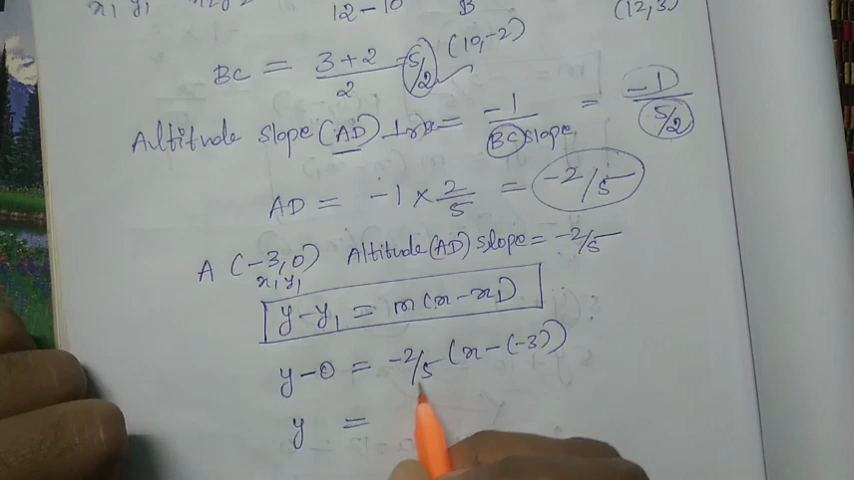 x₁ y₁
12-10 B (12,3)
BC = 3+2/2 = 5/2 (10,-2)
Altitude slope (AD) ⊥r = -1/BC slope = -1/(5/2)
AD = -1 × 2/5 = -2/5
A (-3,0) Altitude (AD) slope = -2/5
x₁ y₁
y-y₁ = m(x-x₁)
y-0 = -2/5 (x-(-3))
y =